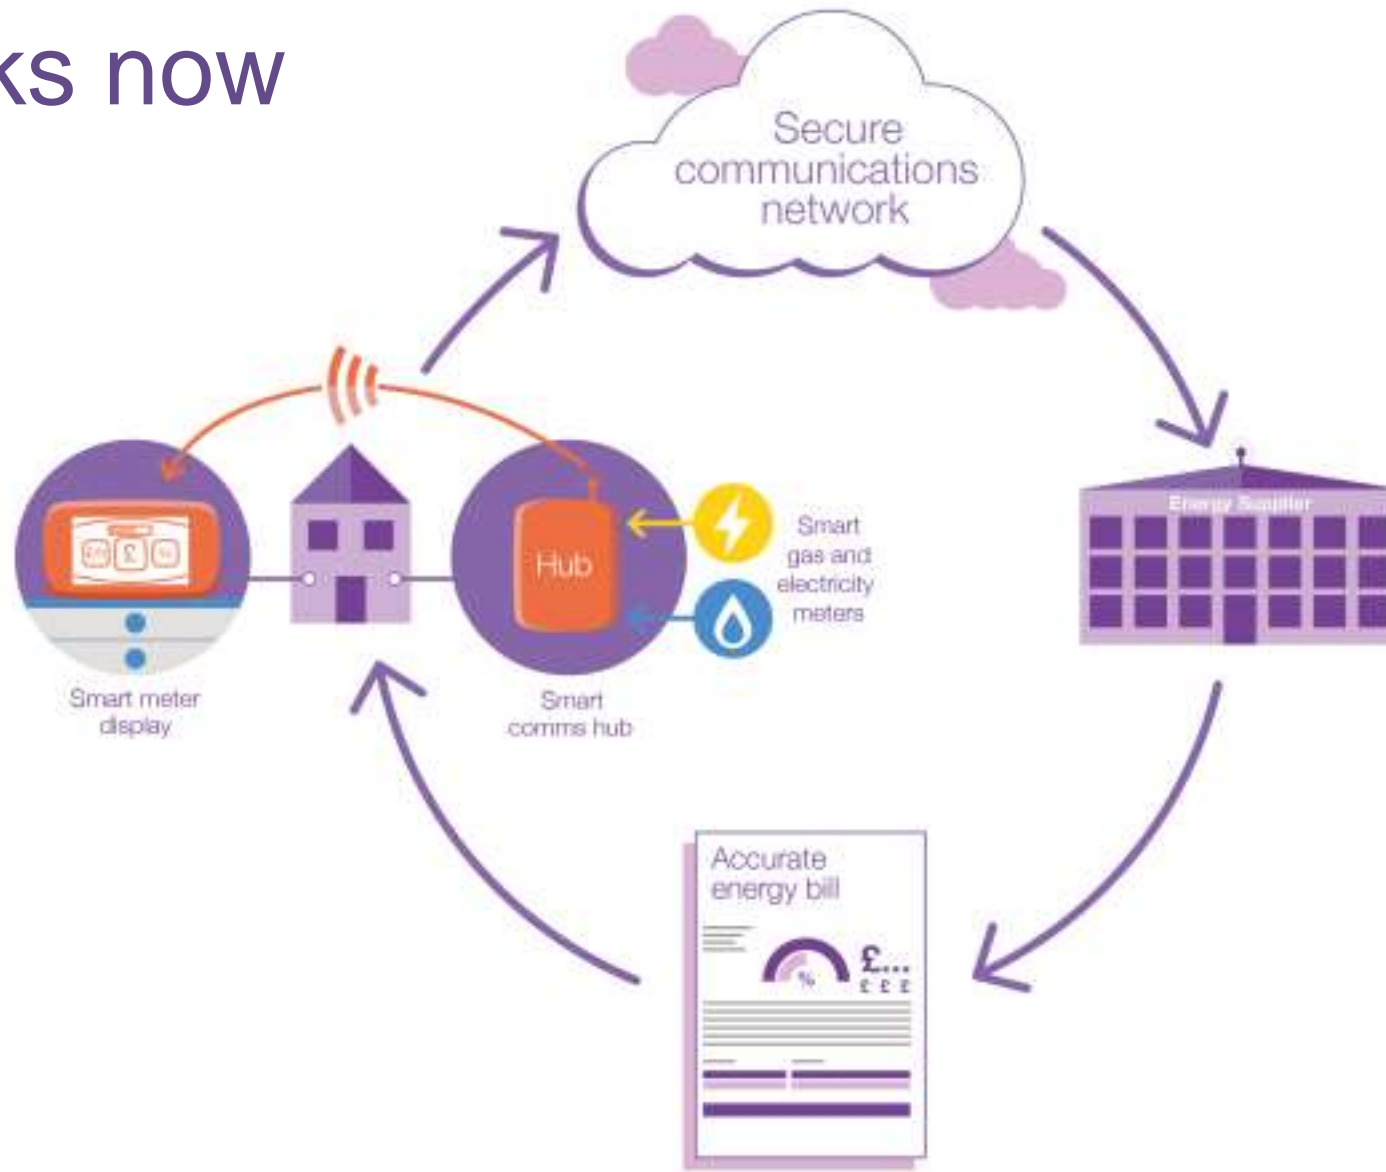 ks now
Secure
communications
network
Hub
Smart
gas and
electricity
meters
Energy Supplier
Smart meter
display
Smart
comms hub
Accurate
energy bill
£...
%
£ £ £